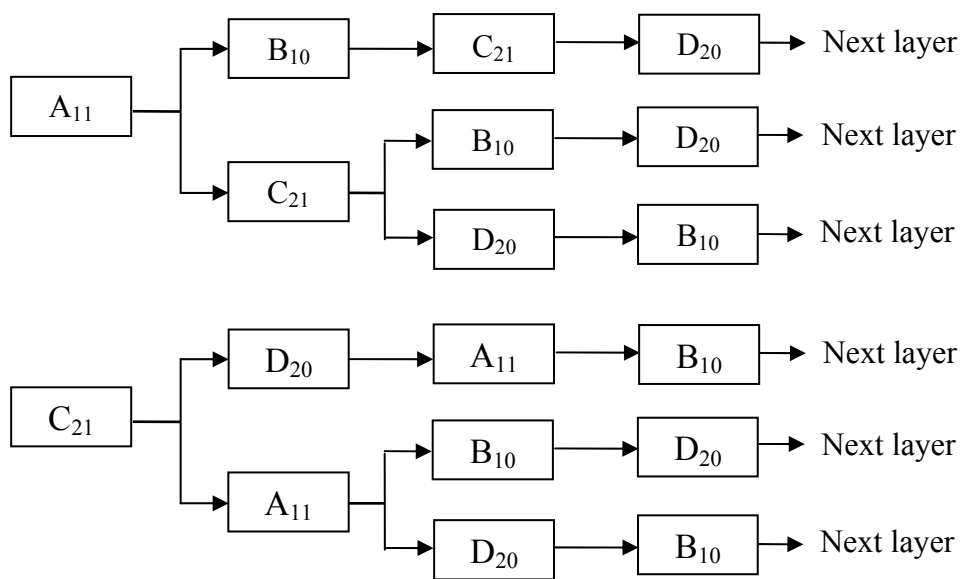 B₁₀ C₂₁ D₂₀ Next layer
A₁₁
B₁₀ D₂₀ Next layer
C₂₁
D₂₀ B₁₀ Next layer
D₂₀ A₁₁ B₁₀ Next layer
C₂₁
B₁₀ D₂₀ Next layer
A₁₁
D₂₀ B₁₀ Next layer